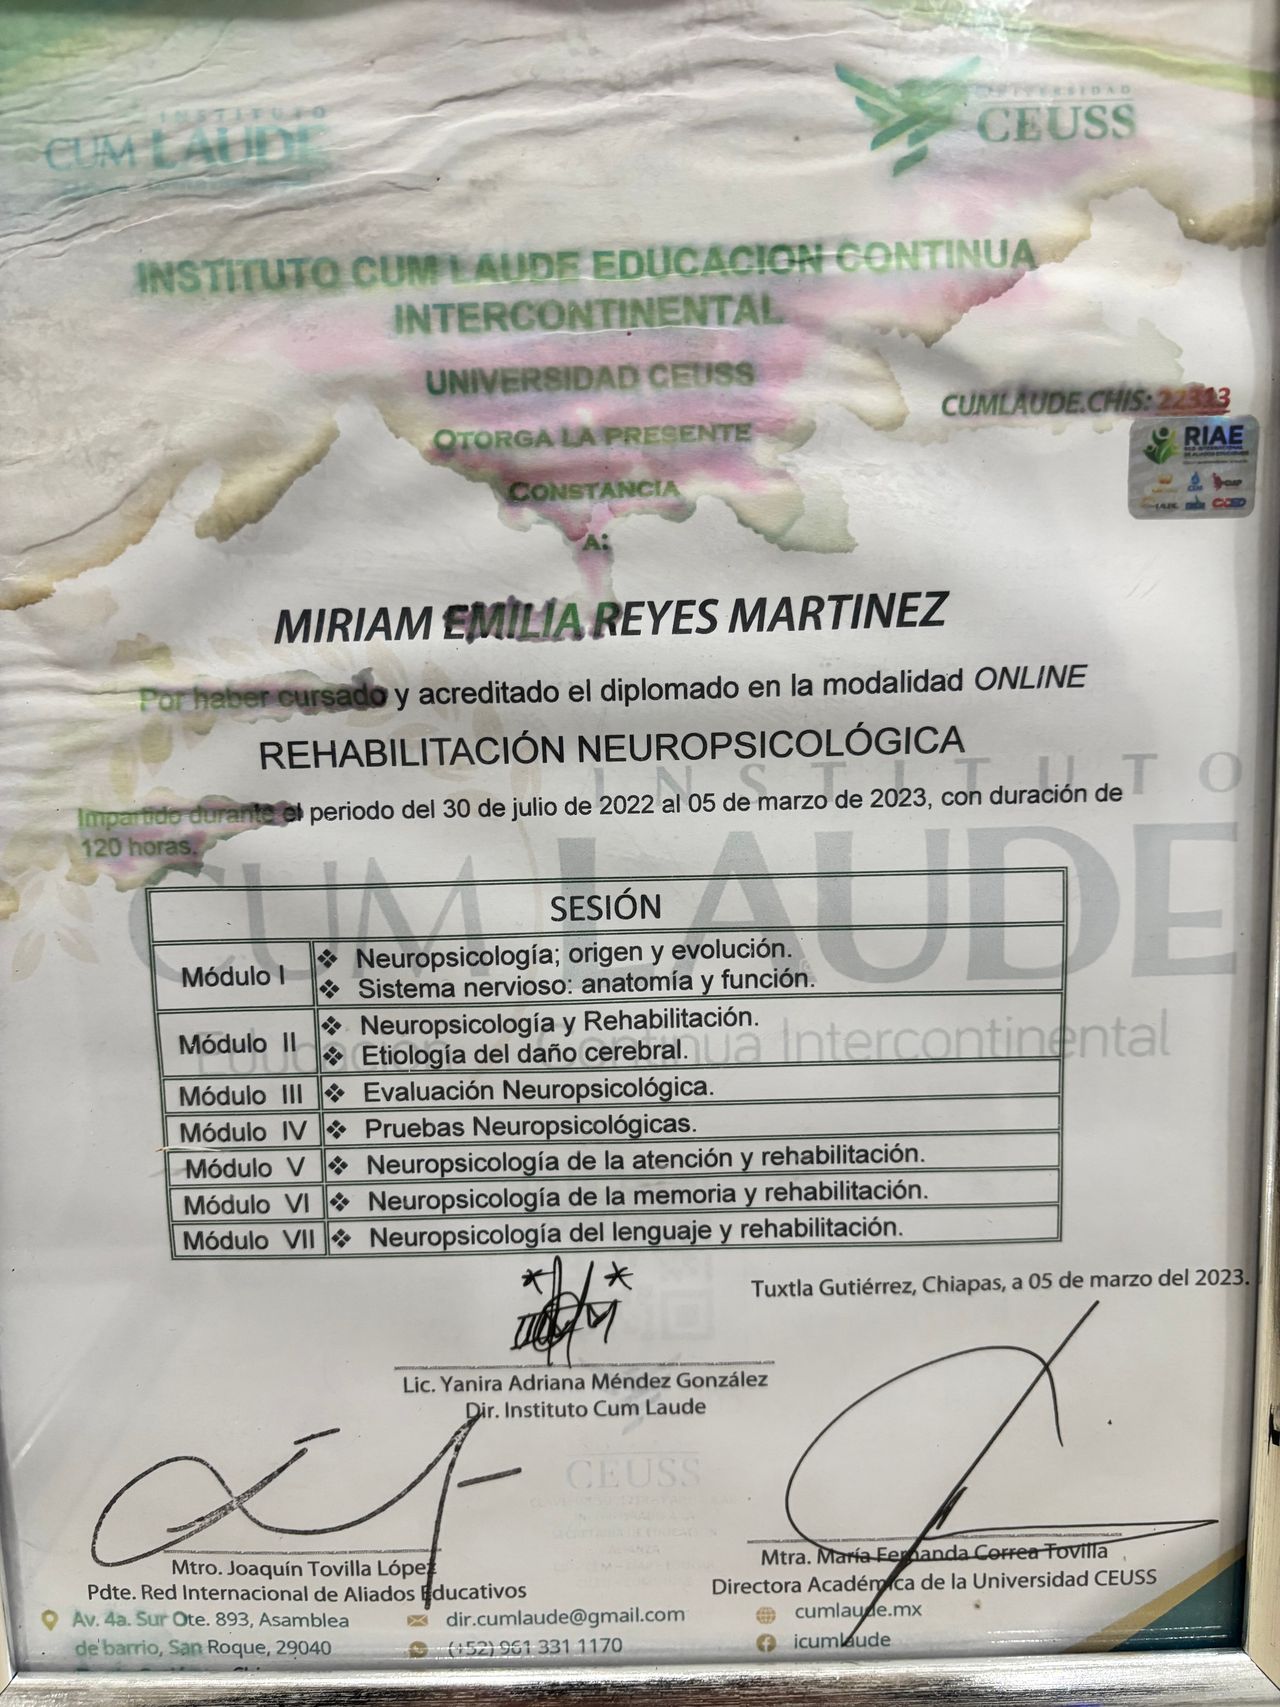 INSTITUTO
CUM LAUDE
UNIVERSIDAD
CEUSS
INSTITUTO CUM LAUDE EDUCACION CONTINUA
INTERCONTINENTAL
UNIVERSIDAD CEUSS
CUMLAUDE.CHIS: 22313
OTORGA LA PRESENTE
RIAE
CONSTANCIA
A:
MIRIAM EMILIA REYES MARTINEZ
Por haber cursado y acreditado el diplomado en la modalidad ONLINE
REHABILITACIÓN NEUROPSICOLÓGICA
INSTITUTO
Impartido durante el periodo del 30 de julio de 2022 al 05 de marzo de 2023, con duración de
120 horas.
CUM LAUDE
SESIÓN
Módulo I
❖ Neuropsicología; origen y evolución.
❖ Sistema nervioso: anatomía y función.
Módulo II
❖ Neuropsicología y Rehabilitación.
❖ Etiología del daño cerebral.
Educación Continua Intercontinental
Módulo III ❖ Evaluación Neuropsicológica.
Módulo IV ❖ Pruebas Neuropsicológicas.
Módulo V ❖ Neuropsicología de la atención y rehabilitación.
Módulo VI ❖ Neuropsicología de la memoria y rehabilitación.
Módulo VII ❖ Neuropsicología del lenguaje y rehabilitación.
Tuxtla Gutiérrez, Chiapas, a 05 de marzo del 2023.
Lic. Yanira Adriana Méndez González
Dir. Instituto Cum Laude
CEUSS
Mtro. Joaquín Tovilla López
Pdte. Red Internacional de Aliados Educativos
Mtra. María Fernanda Correa Tovilla
Directora Académica de la Universidad CEUSS
Av. 4a. Sur Ote. 893, Asamblea
de barrio, San Roque, 29040
dir.cumlaude@gmail.com
(+52) 961 331 1170
cumlaude.mx
icumlaude